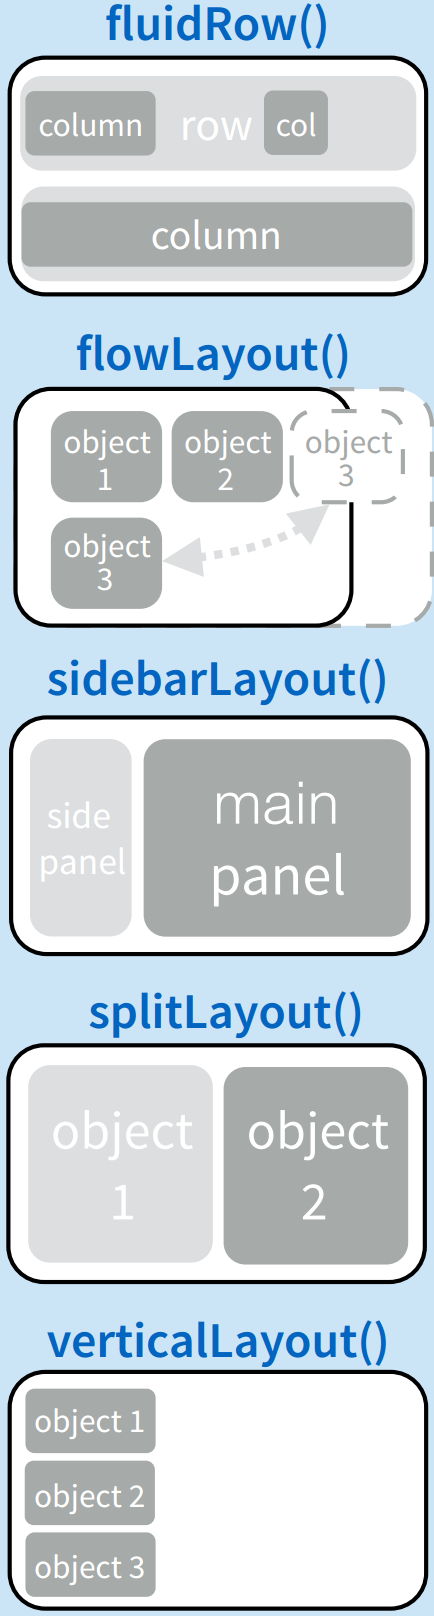 fluidRow()
column row col
column
flowLayout()
object object object
1 2 3
object
3
sidebarLayout()
side main
panel panel
splitLayout()
object object
1 2
verticalLayout()
object 1
object 2
object 3